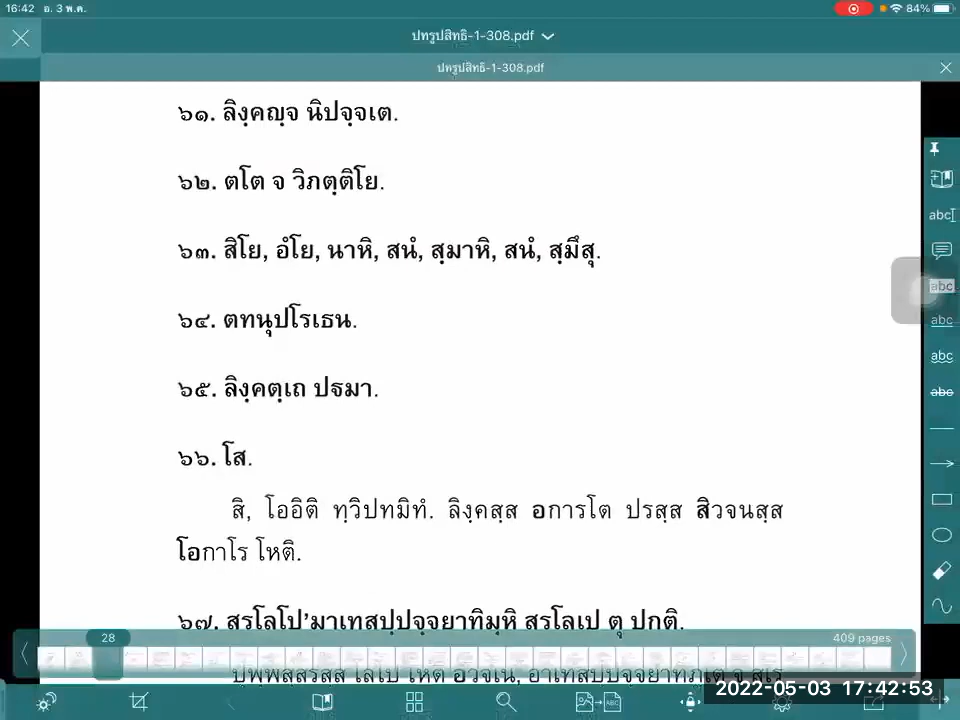 16:42 อ. 3 พ.ค.
84%
ปทรูปสิทธิ-1-308.pdf
ปทรูปสิทธิ-1-308.pdf
๖๑. ลิงฺคญฺจ นิปจฺจเต.
๖๒. ตโต จ วิภตฺติโย.
๖๓. สิโย, อํโย, นาหิ, สนํ, สฺมาหิ, สนํ, สฺมึสุ.
๖๔. ตทนุปโรเธน.
๖๕. ลิงฺคตฺเถ ปฐมา.
๖๖. โส.
สิ, โออิติ ทฺวิปทมิทํ. ลิงฺคสฺส อการโต ปรสฺส สิวจนสฺส
โอกาโร โหติ.
๖๗. สรโลโป’มาเทสปฺปจฺจยาทิมฺหิ สรโลเป ตุ ปกติ.
28
409 pages
2022-05-03 17:42:53
abc
abc
abc
abc
abc
ABC